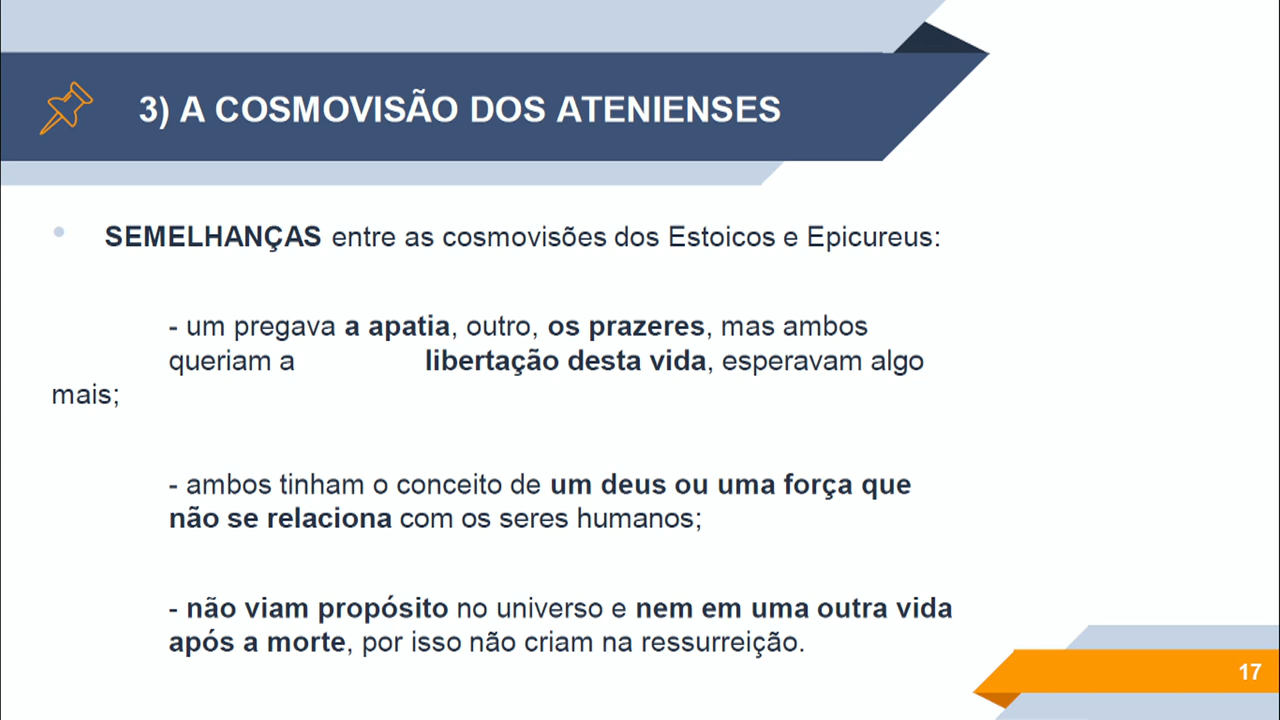 3) A COSMOVISÃO DOS ATENIENSES
SEMELHANÇAS entre as cosmovisões dos Estoicos e Epicureus:
- um pregava a apatia, outro, os prazeres, mas ambos
queriam a libertação desta vida, esperavam algo
mais;
- ambos tinham o conceito de um deus ou uma força que
não se relaciona com os seres humanos;
- não viam propósito no universo e nem em uma outra vida
após a morte, por isso não criam na ressurreição.
17